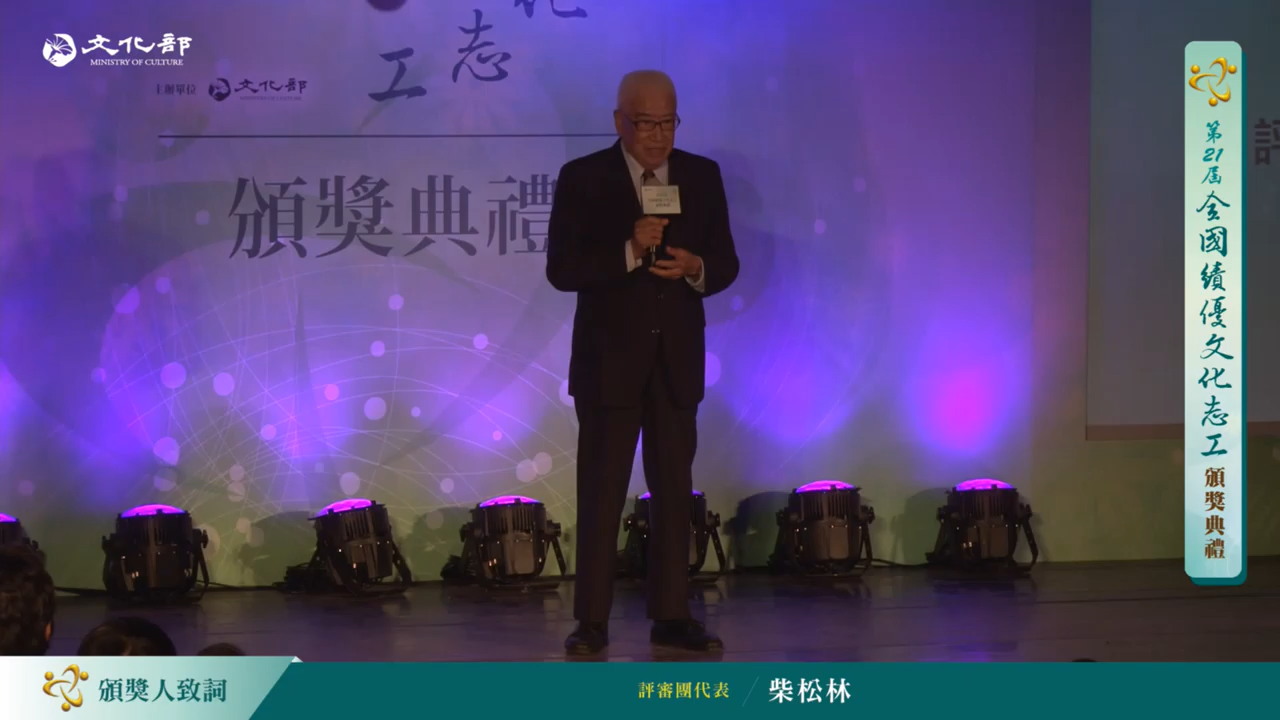 文化部
MINISTRY OF CULTURE
化
志
工
主辦單位 文化部
頒獎典禮
第21屆全國績優文化志工頒獎典禮
頒獎人致詞
評審團代表 / 柴松林